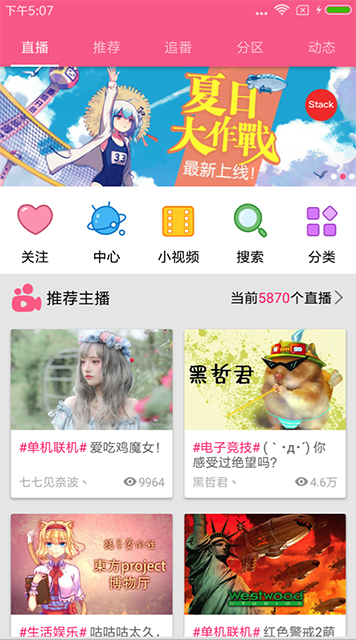 下午5:07
直播 推荐 追番 分区 动态
夏日
大作戰
最新上线!
Stack
33
关注 中心 小视频 搜索 分类
推荐主播
当前5870个直播
黑哲君
#单机联机# 爱吃鸡魔女!
七七见奈波丶 9964
#电子竞技# ( ｀･д･´) 你
感受过绝望吗?
黑哲君丶 4.6万
東方project
博物厅
Westwood
STUDIOS
#生活娱乐# 咕咕咕太久,
#单机联机# 红色警戒2萌